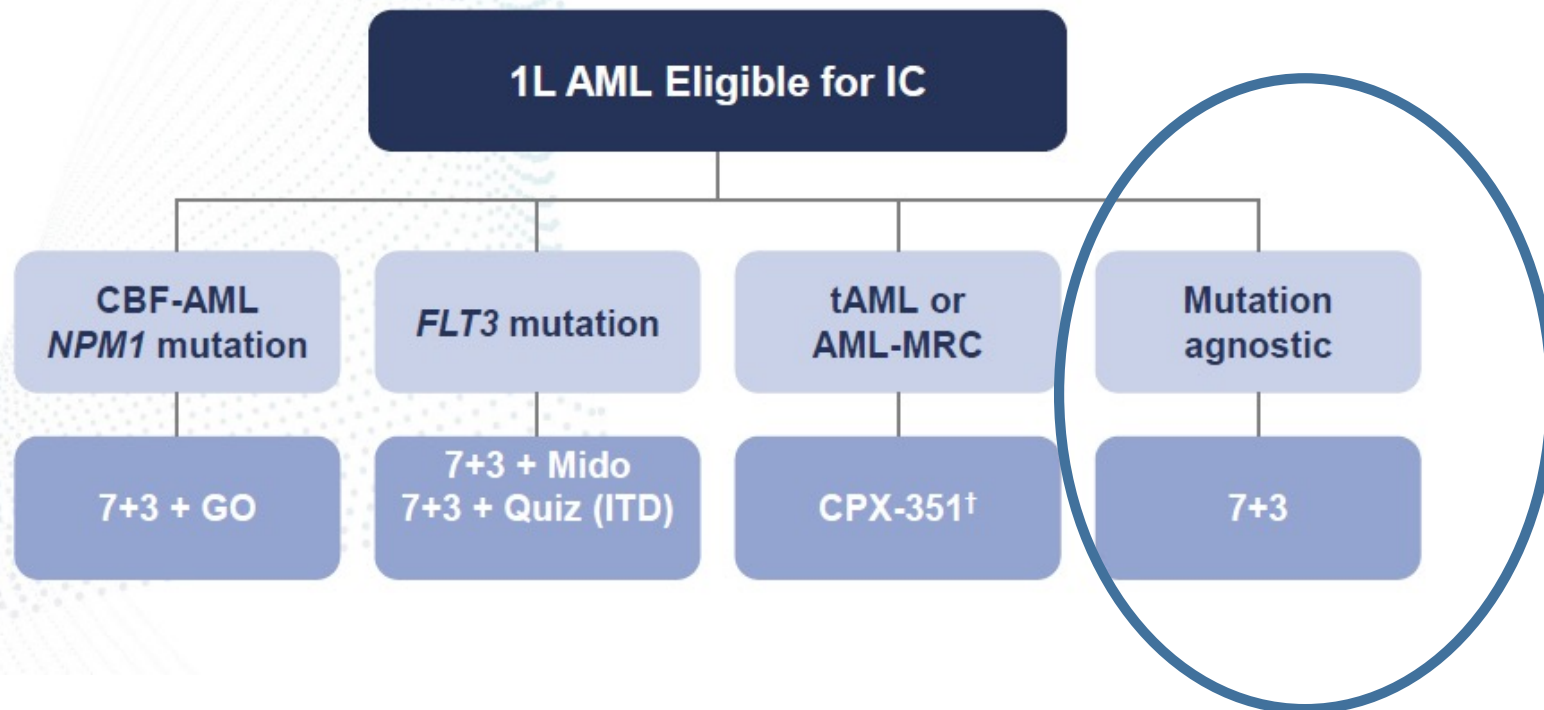 1L AML Eligible for IC
CBF-AML
NPM1 mutation
FLT3 mutation
tAML or
AML-MRC
Mutation
agnostic
7+3 + GO
7+3 + Mido
7+3 + Quiz (ITD)
CPX-351†
7+3